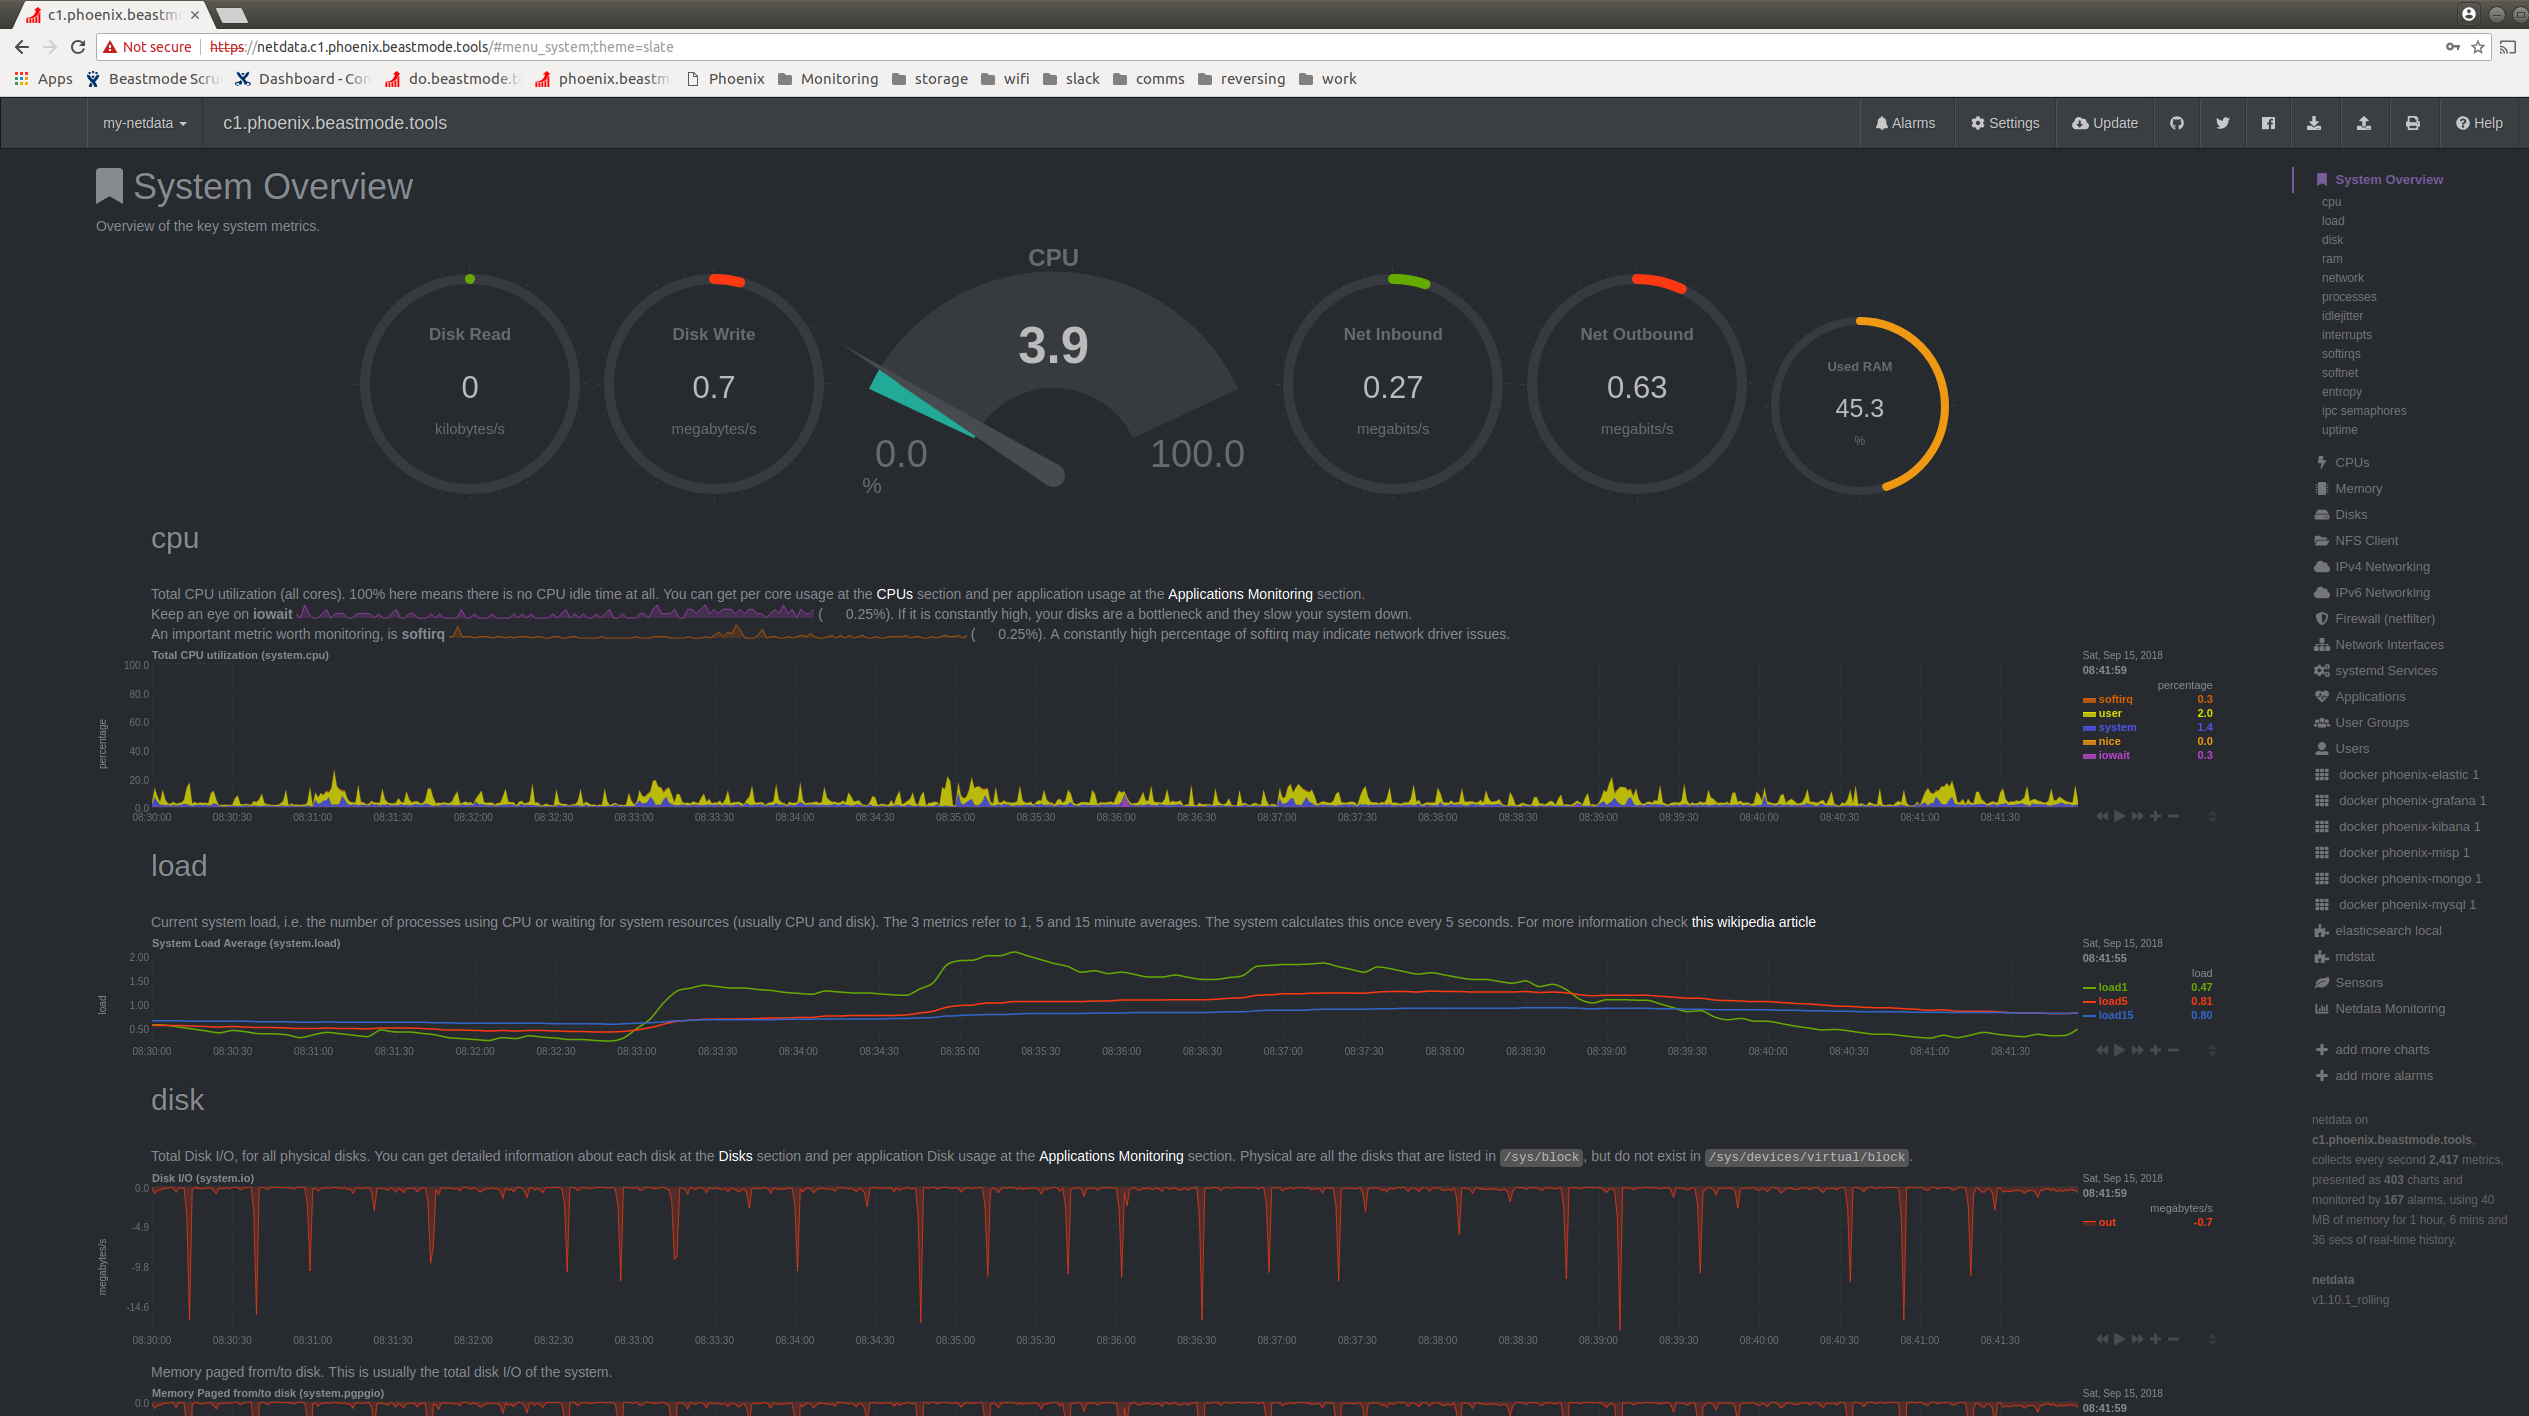 c1.phoenix.beastm
Not secure https://netdata.c1.phoenix.beastmode.tools/#menu_system;theme=slate
Apps Beastmode Scru Dashboard - Con do.beastmode.to phoenix.beastm Phoenix Monitoring storage wifi slack comms reversing work
my-netdata c1.phoenix.beastmode.tools Alarms Settings Update Help
System Overview
Overview of the key system metrics.
Disk Read
0
kilobytes/s
Disk Write
0.7
megabytes/s
CPU
3.9
0.0
100.0
%
Net Inbound
0.27
megabits/s
Net Outbound
0.63
megabits/s
Used RAM
45.3
%
cpu
Total CPU utilization (all cores). 100% here means there is no CPU idle time at all. You can get per core usage at the CPUs section and per application usage at the Applications Monitoring section.
Keep an eye on iowait ( 0.25%). If it is constantly high, your disks are a bottleneck and they slow your system down.
An important metric worth monitoring, is softirq ( 0.25%). A constantly high percentage of softirq may indicate network driver issues.
Total CPU utilization (system.cpu)
percentage
100.0
80.0
60.0
40.0
20.0
0.0
08:30:00 08:30:30 08:31:00 08:31:30 08:32:00 08:32:30 08:33:00 08:33:30 08:34:00 08:34:30 08:35:00 08:35:30 08:36:00 08:36:30 08:37:00 08:37:30 08:38:00 08:38:30 08:39:00 08:39:30 08:40:00 08:40:30 08:41:00 08:41:30
Sat, Sep 15, 2018
08:41:59
percentage
softirq 0.3
user 2.0
system 1.4
nice 0.0
iowait 0.3
load
Current system load, i.e. the number of processes using CPU or waiting for system resources (usually CPU and disk). The 3 metrics refer to 1, 5 and 15 minute averages. The system calculates this once every 5 seconds. For more information check this wikipedia article
System Load Average (system.load)
load
2.00
1.50
1.00
0.50
08:30:00 08:30:30 08:31:00 08:31:30 08:32:00 08:32:30 08:33:00 08:33:30 08:34:00 08:34:30 08:35:00 08:35:30 08:36:00 08:36:30 08:37:00 08:37:30 08:38:00 08:38:30 08:39:00 08:39:30 08:40:00 08:40:30 08:41:00 08:41:30
Sat, Sep 15, 2018
08:41:55
load
load1 0.47
load5 0.81
load15 0.80
disk
Total Disk I/O, for all physical disks. You can get detailed information about each disk at the Disks section and per application Disk usage at the Applications Monitoring section. Physical are all the disks that are listed in /sys/block, but do not exist in /sys/devices/virtual/block.
Disk I/O (system.io)
megabytes/s
0.0
-4.9
-9.8
-14.6
08:30:00 08:30:30 08:31:00 08:31:30 08:32:00 08:32:30 08:33:00 08:33:30 08:34:00 08:34:30 08:35:00 08:35:30 08:36:00 08:36:30 08:37:00 08:37:30 08:38:00 08:38:30 08:39:00 08:39:30 08:40:00 08:40:30 08:41:00 08:41:30
Sat, Sep 15, 2018
08:41:59
megabytes/s
out -0.7
Memory paged from/to disk. This is usually the total disk I/O of the system.
Memory Paged from/to disk (system.pgpgio)
0.0
Sat, Sep 15, 2018
08:41:59
System Overview
cpu
load
disk
ram
network
processes
idlejitter
interrupts
softirqs
softnet
entropy
ipc semaphores
uptime
CPUs
Memory
Disks
NFS Client
IPv4 Networking
IPv6 Networking
Firewall (netfilter)
Network Interfaces
systemd Services
Applications
User Groups
Users
docker phoenix-elastic 1
docker phoenix-grafana 1
docker phoenix-kibana 1
docker phoenix-misp 1
docker phoenix-mongo 1
docker phoenix-mysql 1
elasticsearch local
mdstat
Sensors
Netdata Monitoring
add more charts
add more alarms
netdata on
c1.phoenix.beastmode.tools,
collects every second 2,417 metrics,
presented as 403 charts and
monitored by 167 alarms, using 40
MB of memory for 1 hour, 6 mins and
36 secs of real-time history.
netdata
v1.10.1_rolling